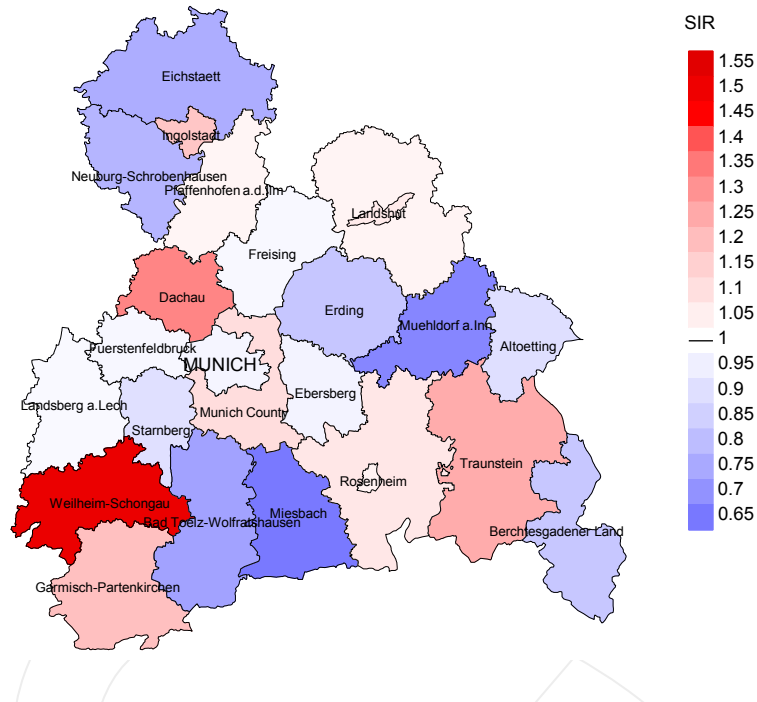 SIR
1.55
1.5
1.45
1.4
1.35
1.3
1.25
1.2
1.15
1.1
1.05
1
0.95
0.9
0.85
0.8
0.75
0.7
0.65
Eichstaett
Ingolstadt
Neuburg-Schrobenhausen
Pfaffenhofen a.d.Ilm
Landshut
Freising
Dachau
Erding
Muehldorf a.Inn
Fuerstenfeldbruck
MUNICH
Altoetting
Ebersberg
Landsberg a.Lech
Munich County
Starnberg
Traunstein
Rosenheim
Weilheim-Schongau
Miesbach
Bad Toelz-Wolfratshausen
Berchtesgadener Land
Garmisch-Partenkirchen